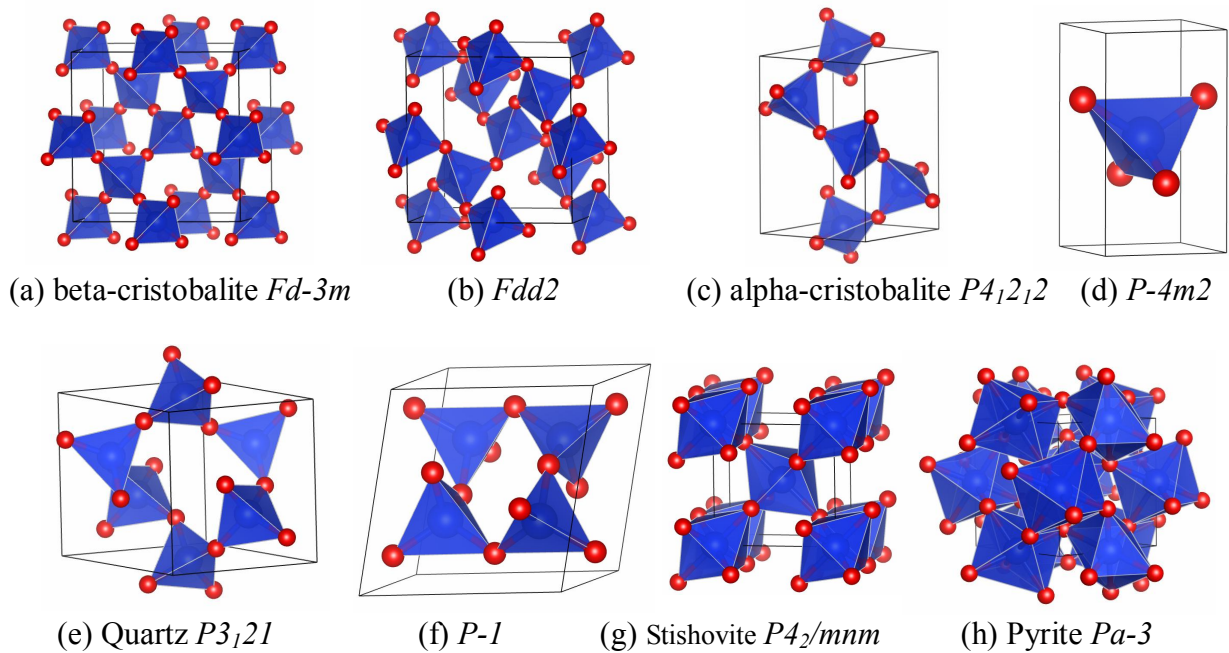 (a) beta-cristobalite Fd-3m (b) Fdd2 (c) alpha-cristobalite P4₁2₁2 (d) P-4m2
(e) Quartz P3₁21 (f) P-1 (g) Stishovite P4₂/mnm (h) Pyrite Pa-3